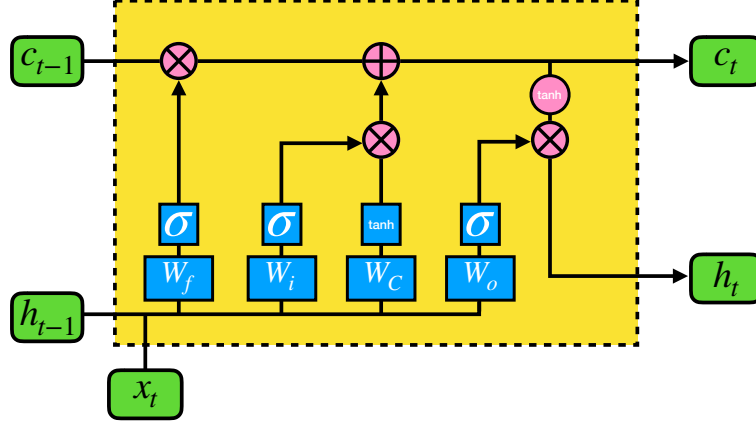 c_{t-1}
c_t
tanh
σ σ tanh σ
W_f W_i W_C W_o
h_t
h_{t-1}
x_t